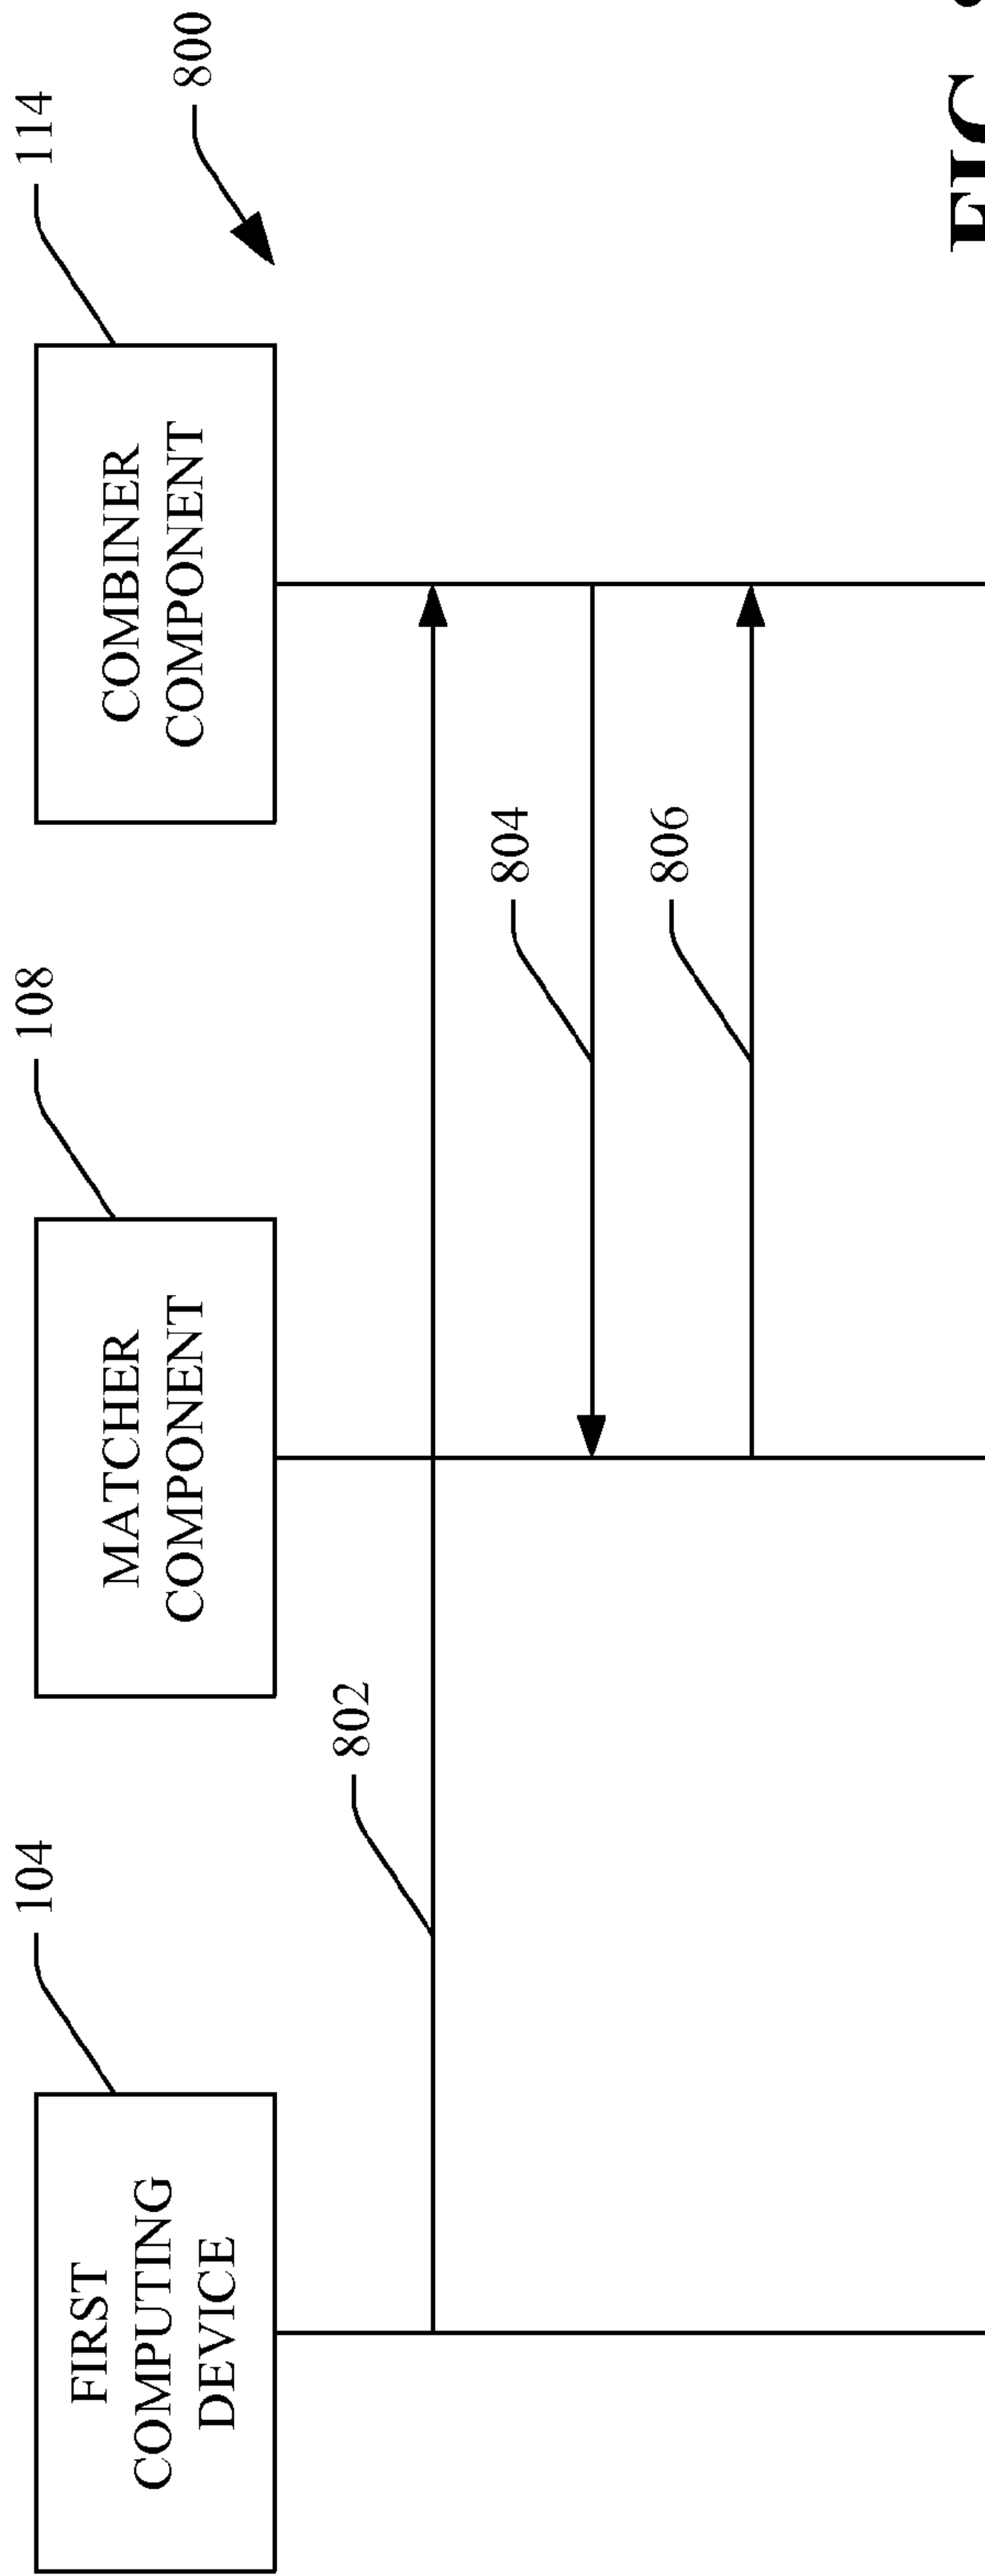 FIRST
COMPUTING
DEVICE
104
MATCHER
COMPONENT
108
COMBINER
COMPONENT
114
800
802
804
806